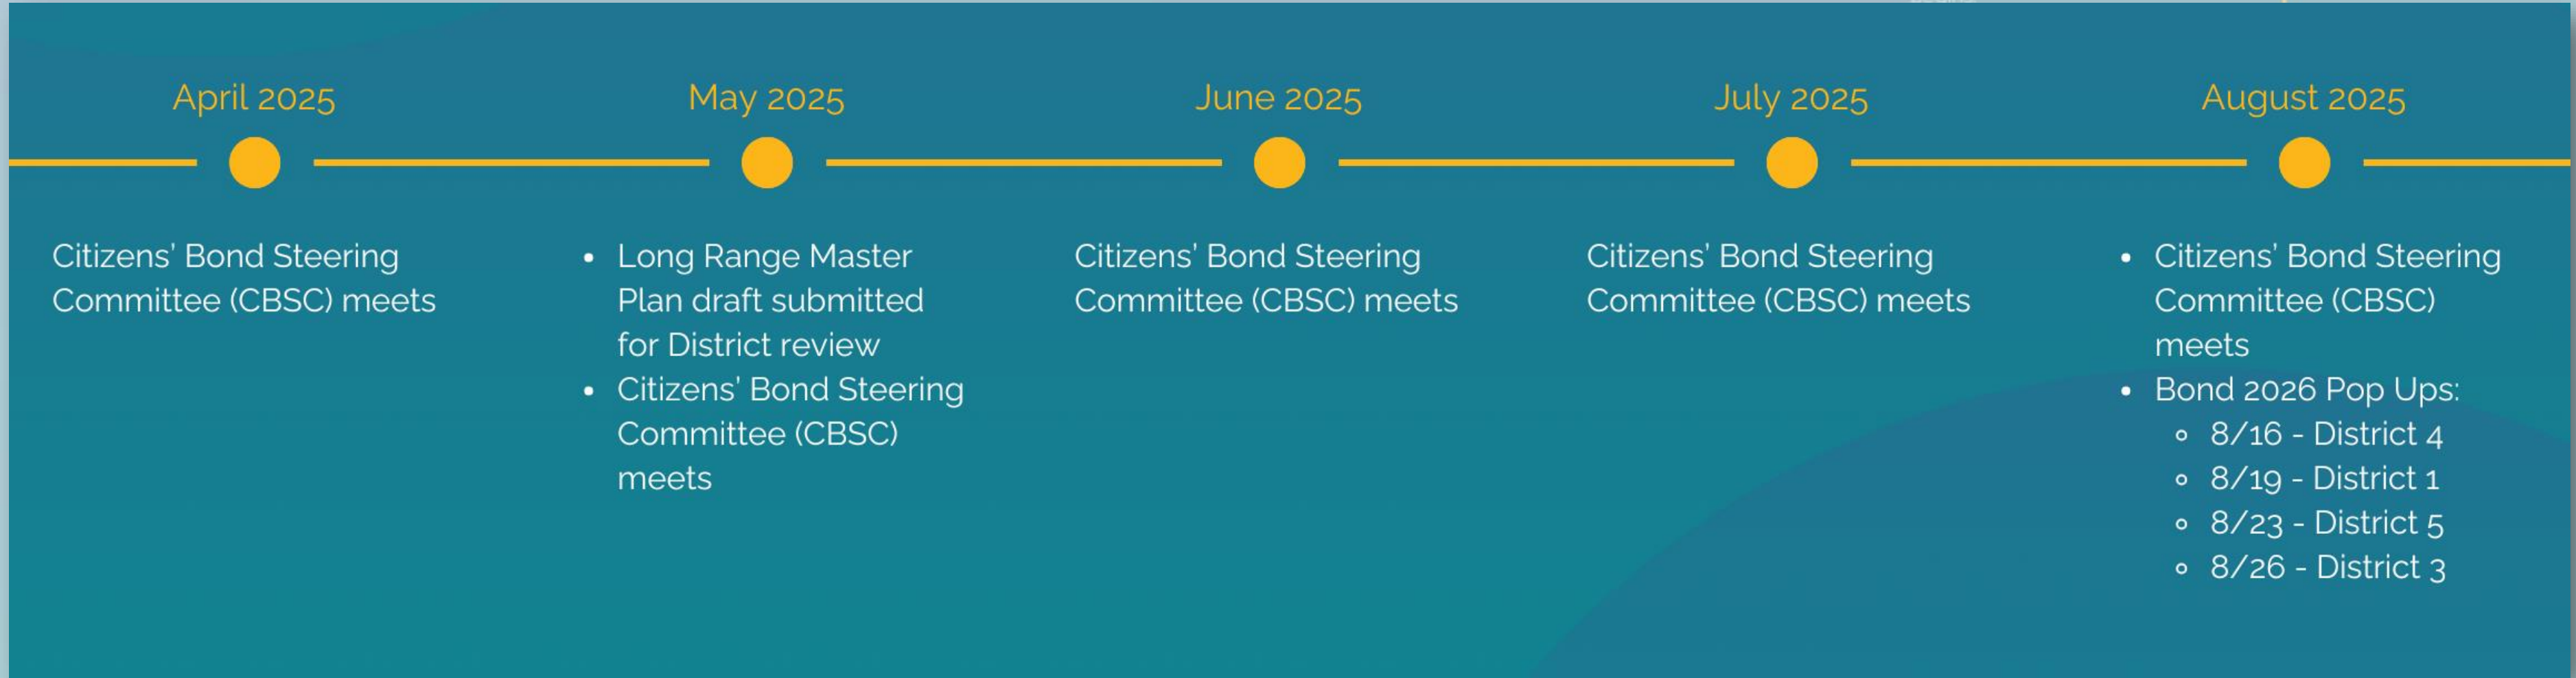 April 2025
Citizens’ Bond Steering
Committee (CBSC) meets
May 2025
• Long Range Master
Plan draft submitted
for District review
• Citizens’ Bond Steering
Committee (CBSC)
meets
June 2025
Citizens’ Bond Steering
Committee (CBSC) meets
July 2025
Citizens’ Bond Steering
Committee (CBSC) meets
August 2025
• Citizens’ Bond Steering
Committee (CBSC)
meets
• Bond 2026 Pop Ups:
◦ 8/16 - District 4
◦ 8/19 - District 1
◦ 8/23 - District 5
◦ 8/26 - District 3